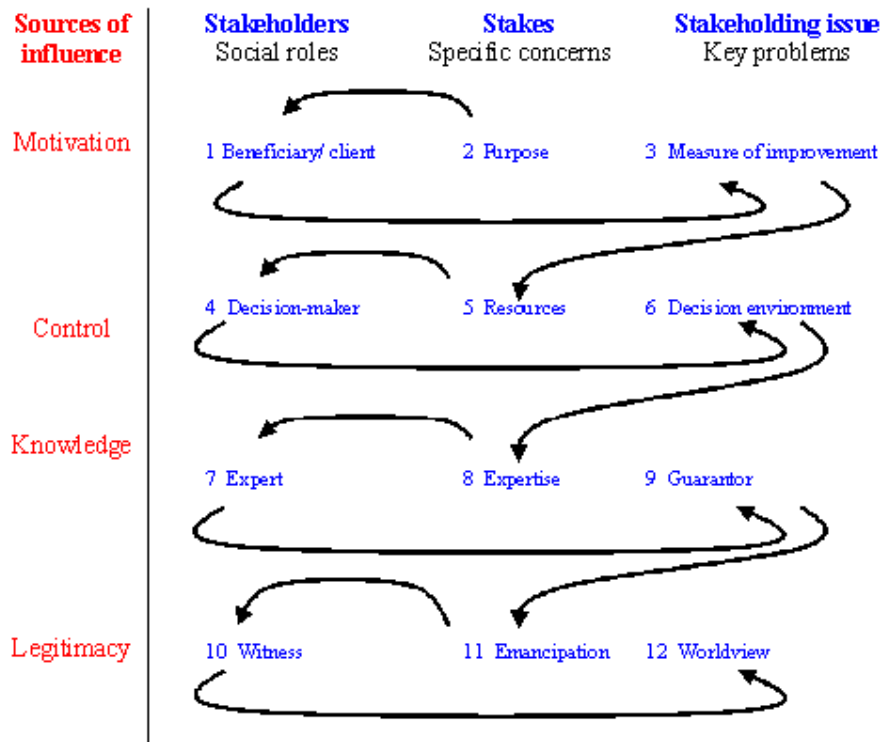 Sources of influence
Stakeholders
Social roles
Stakes
Specific concerns
Stakeholding issue
Key problems
Motivation
1 Beneficiary/ client
2 Purpose
3 Measure of improvement
Control
4 Decision-maker
5 Resources
6 Decision environment
Knowledge
7 Expert
8 Expertise
9 Guarantor
Legitimacy
10 Witness
11 Emancipation
12 Worldview